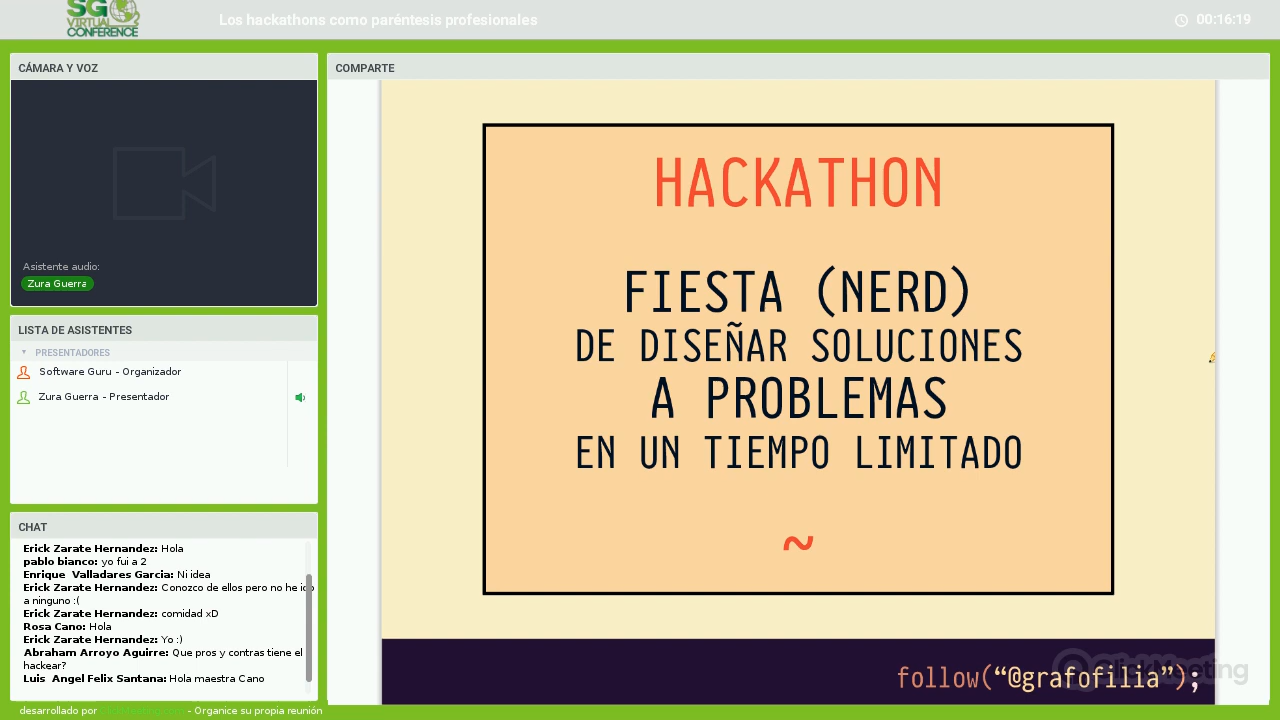 SG
VIRTUAL
CONFERENCE
Los hackathons como paréntesis profesionales
00:16:19
CÁMARA Y VOZ
Asistente audio:
Zura Guerra
LISTA DE ASISTENTES
PRESENTADORES
Software Guru - Organizador
Zura Guerra - Presentador
CHAT
Erick Zarate Hernandez: Hola
pablo bianco: yo fui a 2
Enrique Valladares Garcia: Ni idea
Erick Zarate Hernandez: Conozco de ellos pero no he ido
a ninguno :(
Erick Zarate Hernandez: comidad xD
Rosa Cano: Hola
Erick Zarate Hernandez: Yo :)
Abraham Arroyo Aguirre: Que pros y contras tiene el
hackear?
Luis Angel Felix Santana: Hola maestra Cano
desarrollado por - Organice su propia reunión
COMPARTE
HACKATHON
FIESTA (NERD)
DE DISEÑAR SOLUCIONES
A PROBLEMAS
EN UN TIEMPO LIMITADO
~
follow(“@grafofilia”);
ClickMeeting